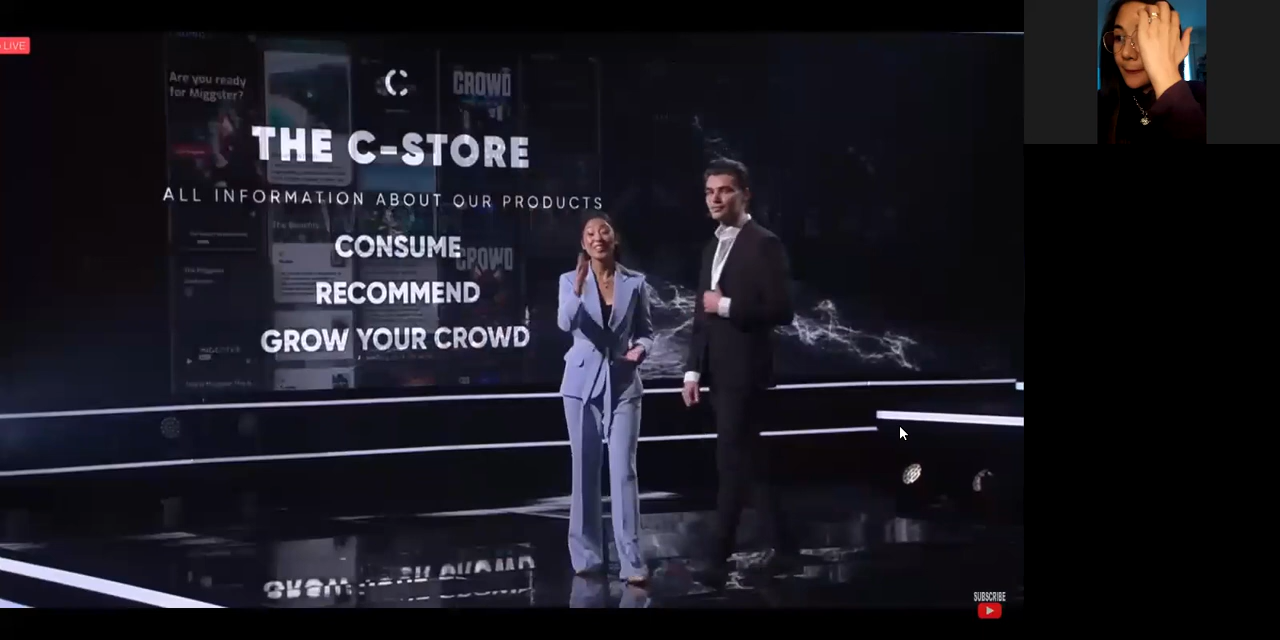 LIVE
Are you ready
for Miggster?
CROWD
THE C-STORE
ALL INFORMATION ABOUT OUR PRODUCTS
CONSUME
CROWD
RECOMMEND
GROW YOUR CROWD
SUBSCRIBE